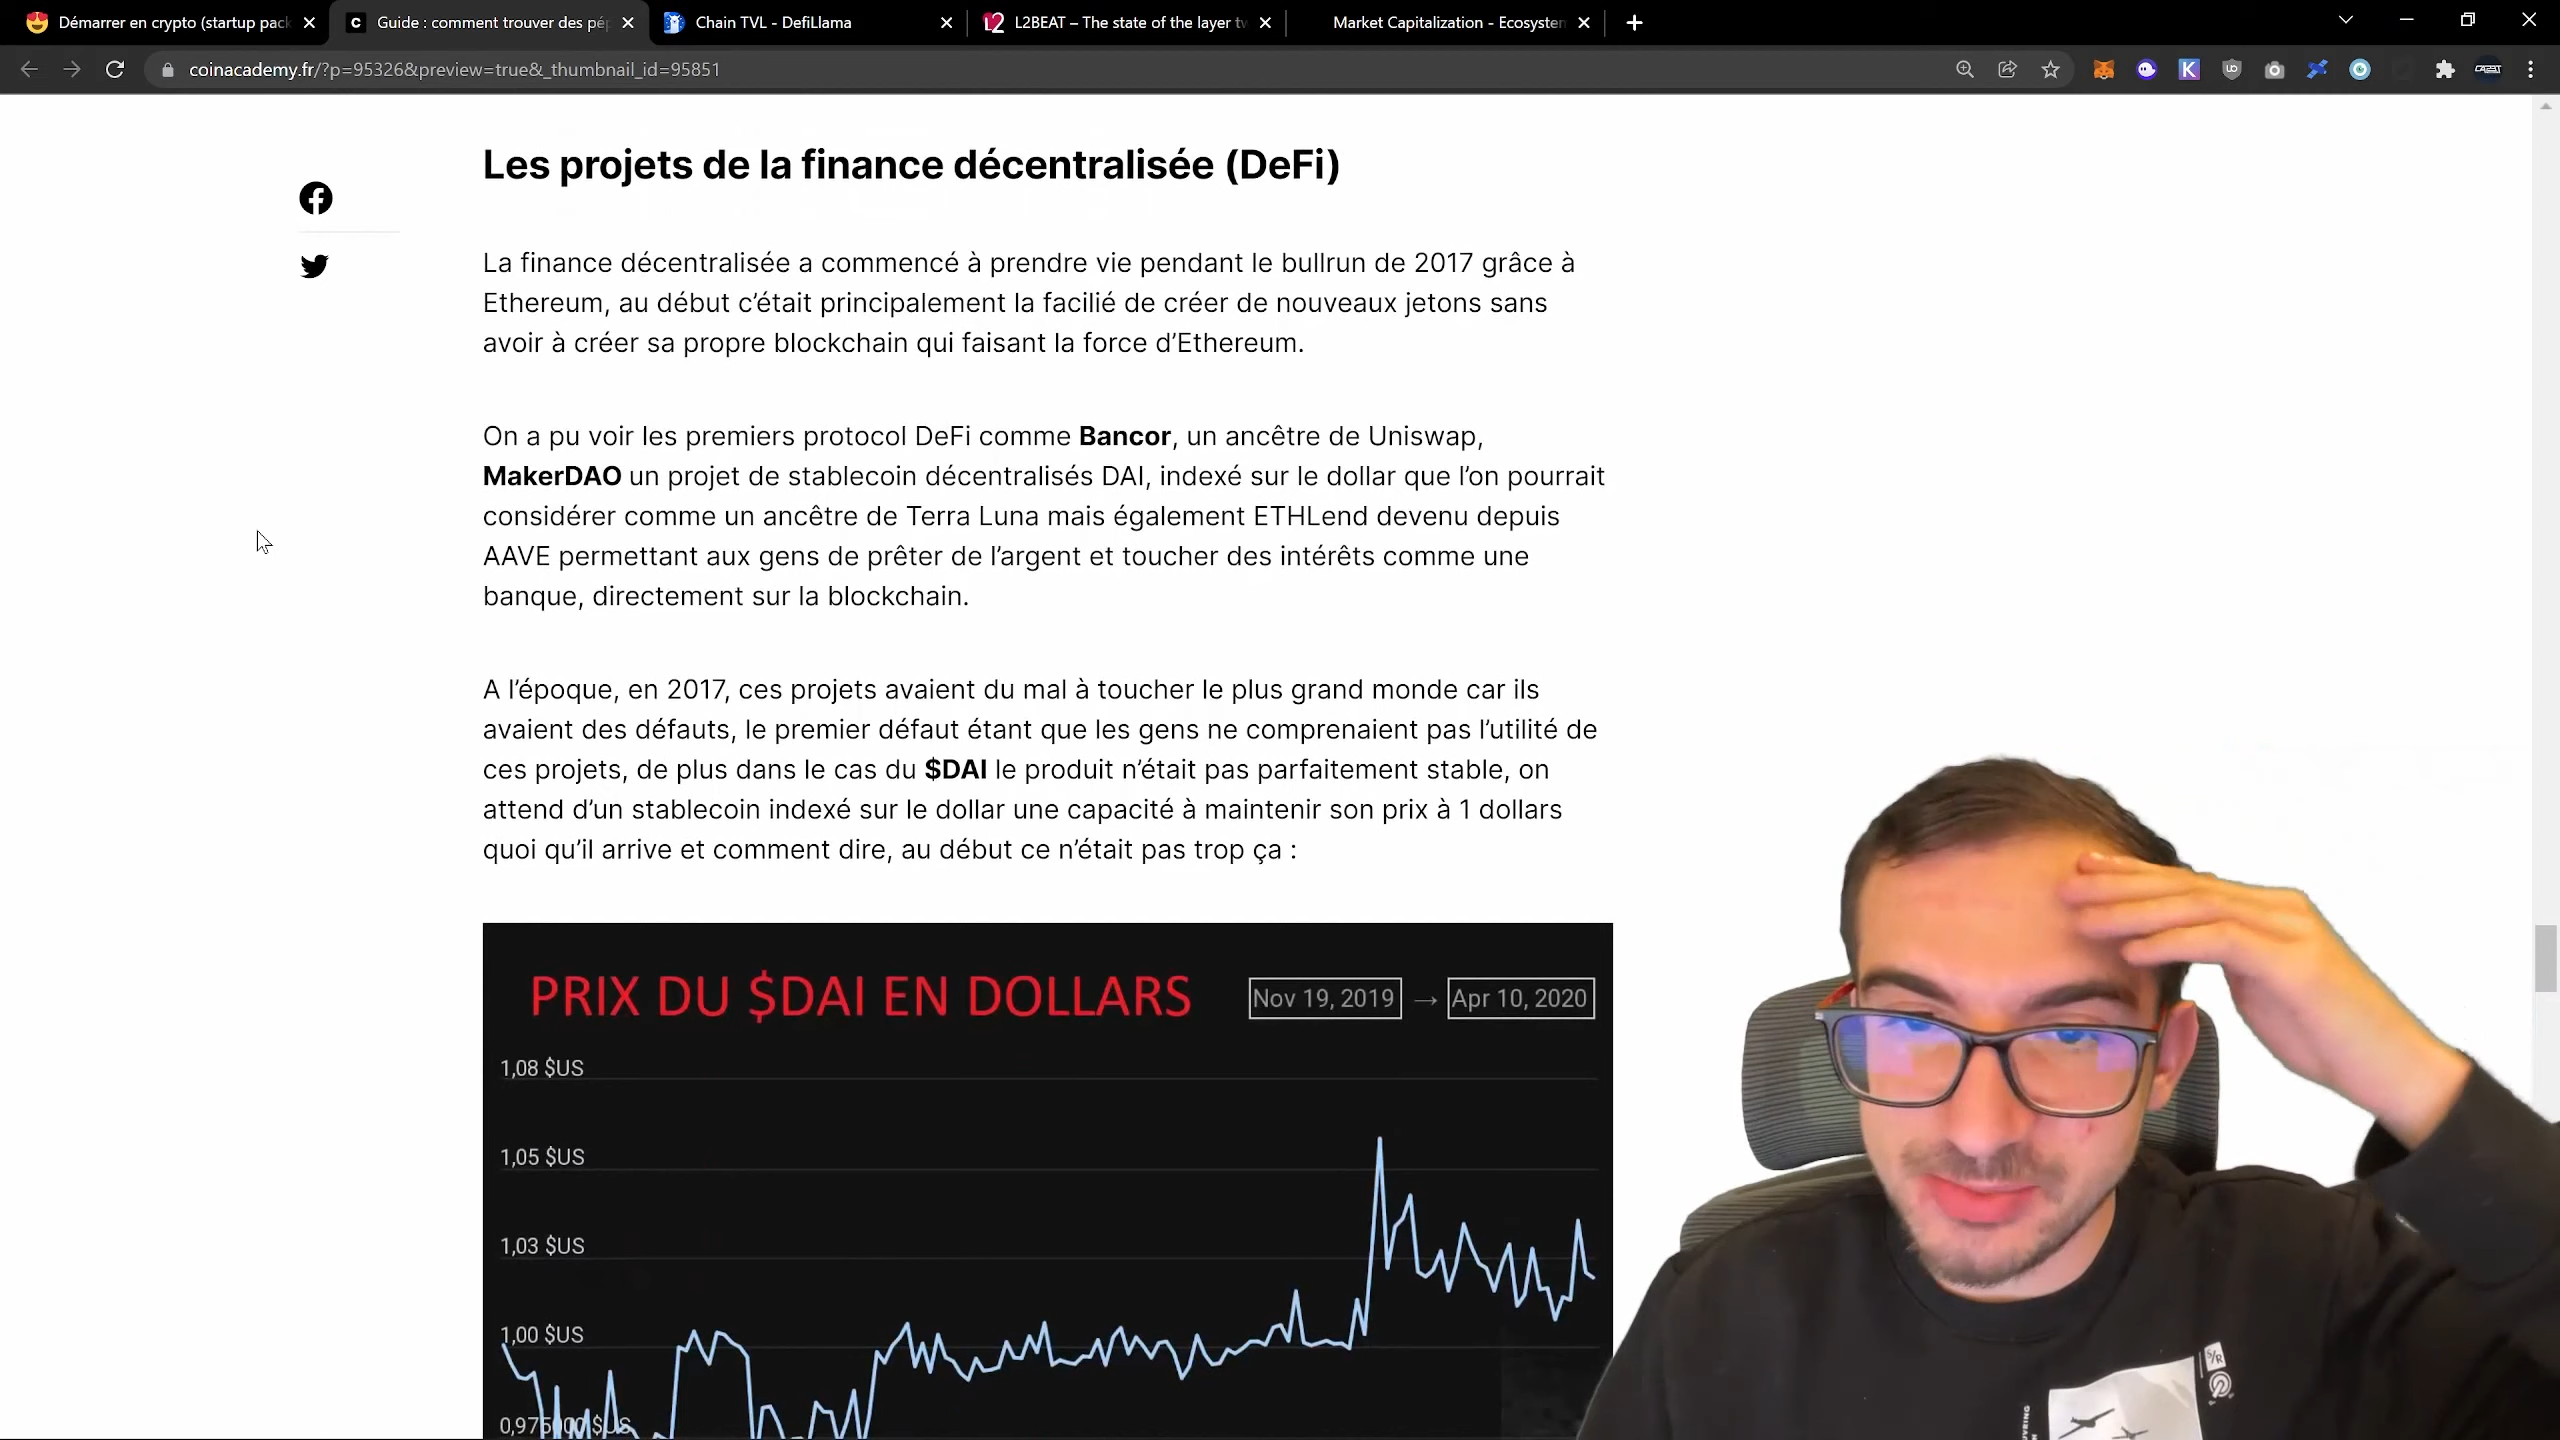 Démarrer en crypto (startup pack
Guide : comment trouver des pép
Chain TVL - DefiLlama
L2BEAT – The state of the layer tw
Market Capitalization - Ecosystem
coinacademy.fr/?p=95326&preview=true&_thumbnail_id=95851
Les projets de la finance décentralisée (DeFi)
La finance décentralisée a commencé à prendre vie pendant le bullrun de 2017 grâce à
Ethereum, au début c’était principalement la facilié de créer de nouveaux jetons sans
avoir à créer sa propre blockchain qui faisant la force d’Ethereum.
On a pu voir les premiers protocol DeFi comme Bancor, un ancêtre de Uniswap,
MakerDAO un projet de stablecoin décentralisés DAI, indexé sur le dollar que l’on pourrait
considérer comme un ancêtre de Terra Luna mais également ETHLend devenu depuis
AAVE permettant aux gens de prêter de l’argent et toucher des intérêts comme une
banque, directement sur la blockchain.
A l’époque, en 2017, ces projets avaient du mal à toucher le plus grand monde car ils
avaient des défauts, le premier défaut étant que les gens ne comprenaient pas l’utilité de
ces projets, de plus dans le cas du $DAI le produit n’était pas parfaitement stable, on
attend d’un stablecoin indexé sur le dollar une capacité à maintenir son prix à 1 dollars
quoi qu’il arrive et comment dire, au début ce n’était pas trop ça :
PRIX DU $DAI EN DOLLARS
Nov 19, 2019 → Apr 10, 2020
1,08 $US
1,05 $US
1,03 $US
1,00 $US
0,975000 $US
S/R